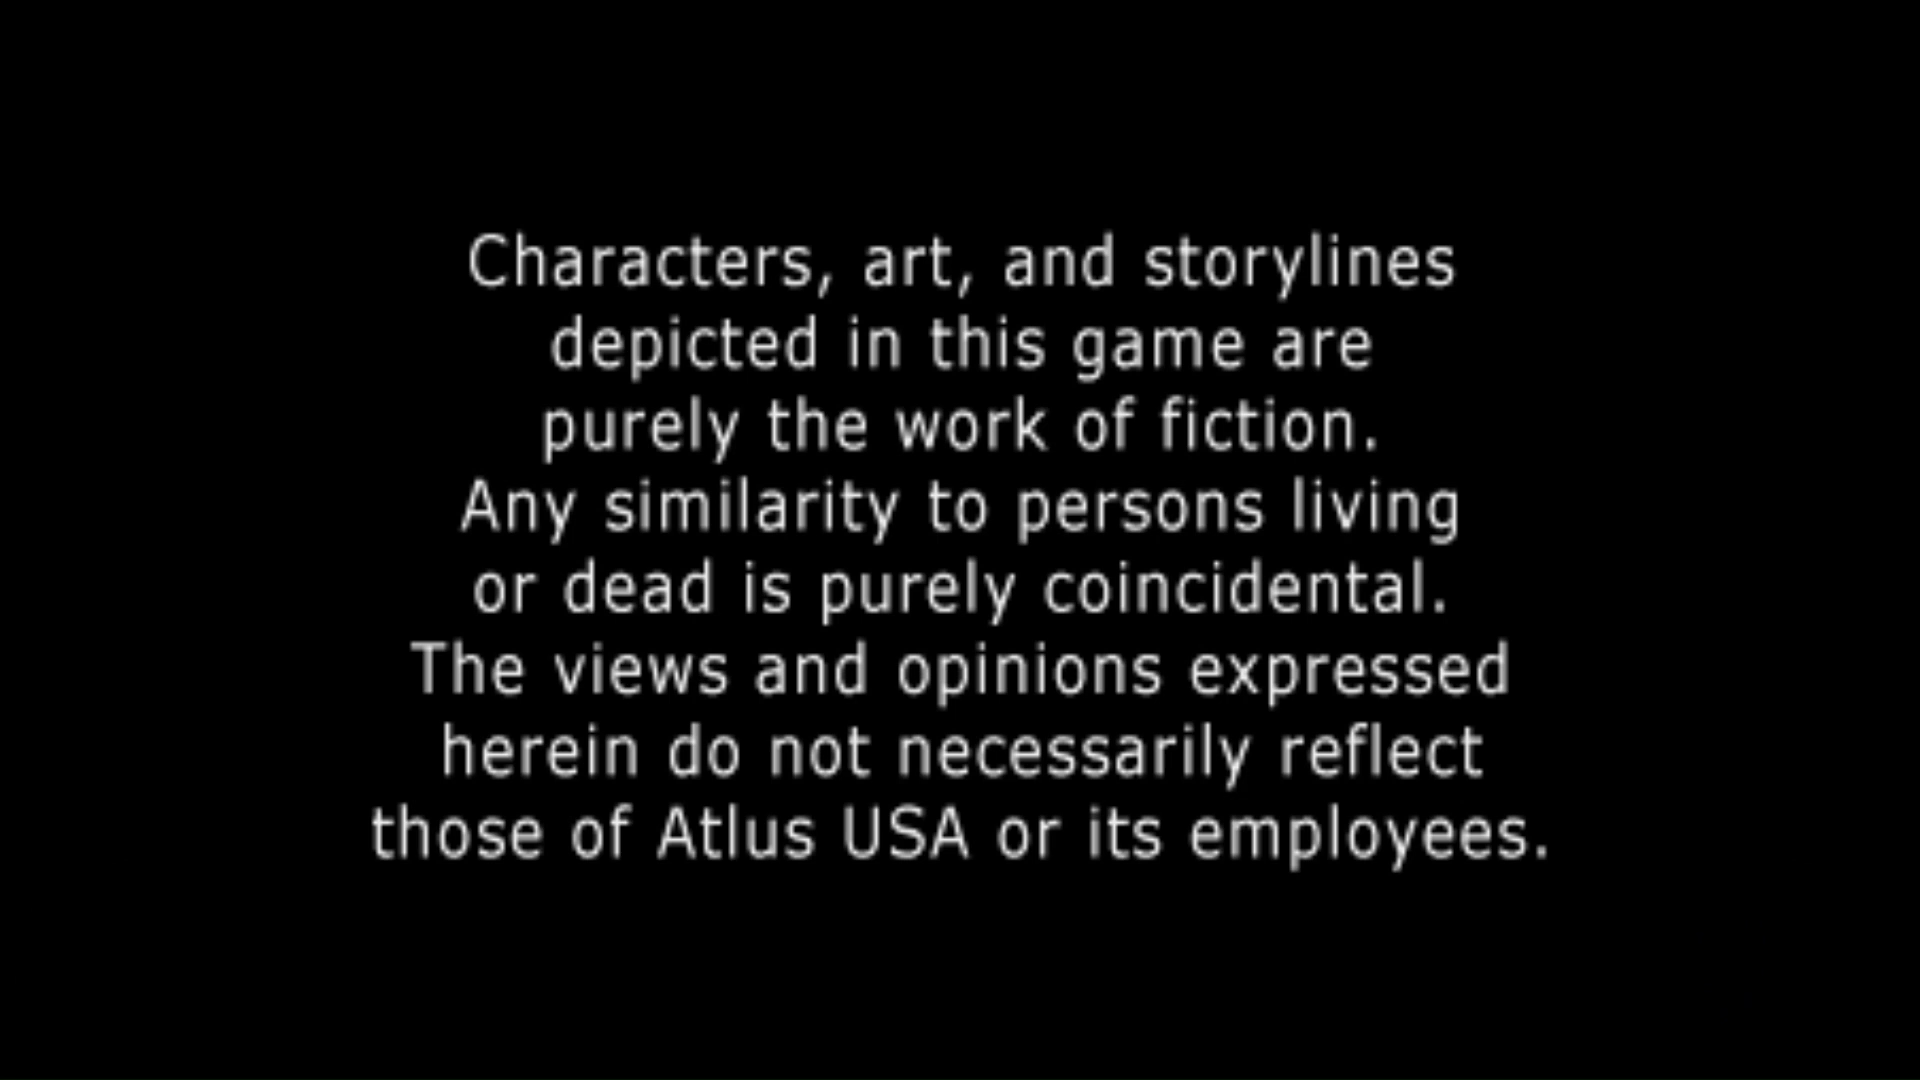 Characters, art, and storylines
depicted in this game are
purely the work of fiction.
Any similarity to persons living
or dead is purely coincidental.
The views and opinions expressed
herein do not necessarily reflect
those of Atlus USA or its employees.